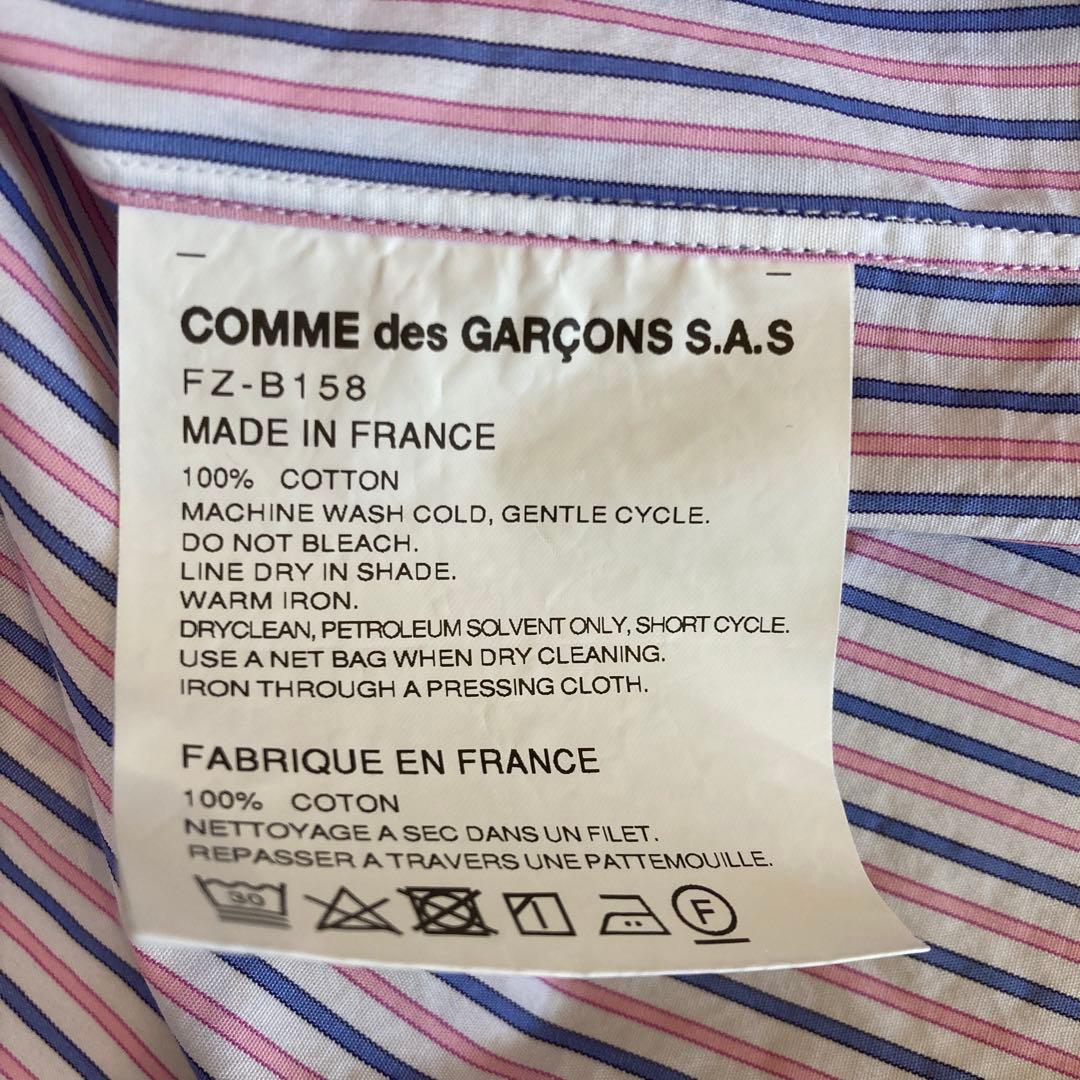 COMME des GARÇONS S.A.S
FZ-B158
MADE IN FRANCE
100% COTTON
MACHINE WASH COLD, GENTLE CYCLE.
DO NOT BLEACH.
LINE DRY IN SHADE.
WARM IRON.
DRYCLEAN, PETROLEUM SOLVENT ONLY, SHORT CYCLE.
USE A NET BAG WHEN DRY CLEANING.
IRON THROUGH A PRESSING CLOTH.
FABRIQUE EN FRANCE
100% COTON
NETTOYAGE A SEC DANS UN FILET.
REPASSER A TRAVERS UNE PATTEMOUILLE.
30 F